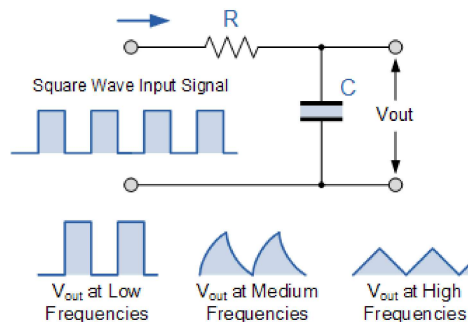 R
C
Square Wave Input Signal
Vout
Vout at Low
Frequencies
Vout at Medium
Frequencies
Vout at High
Frequencies